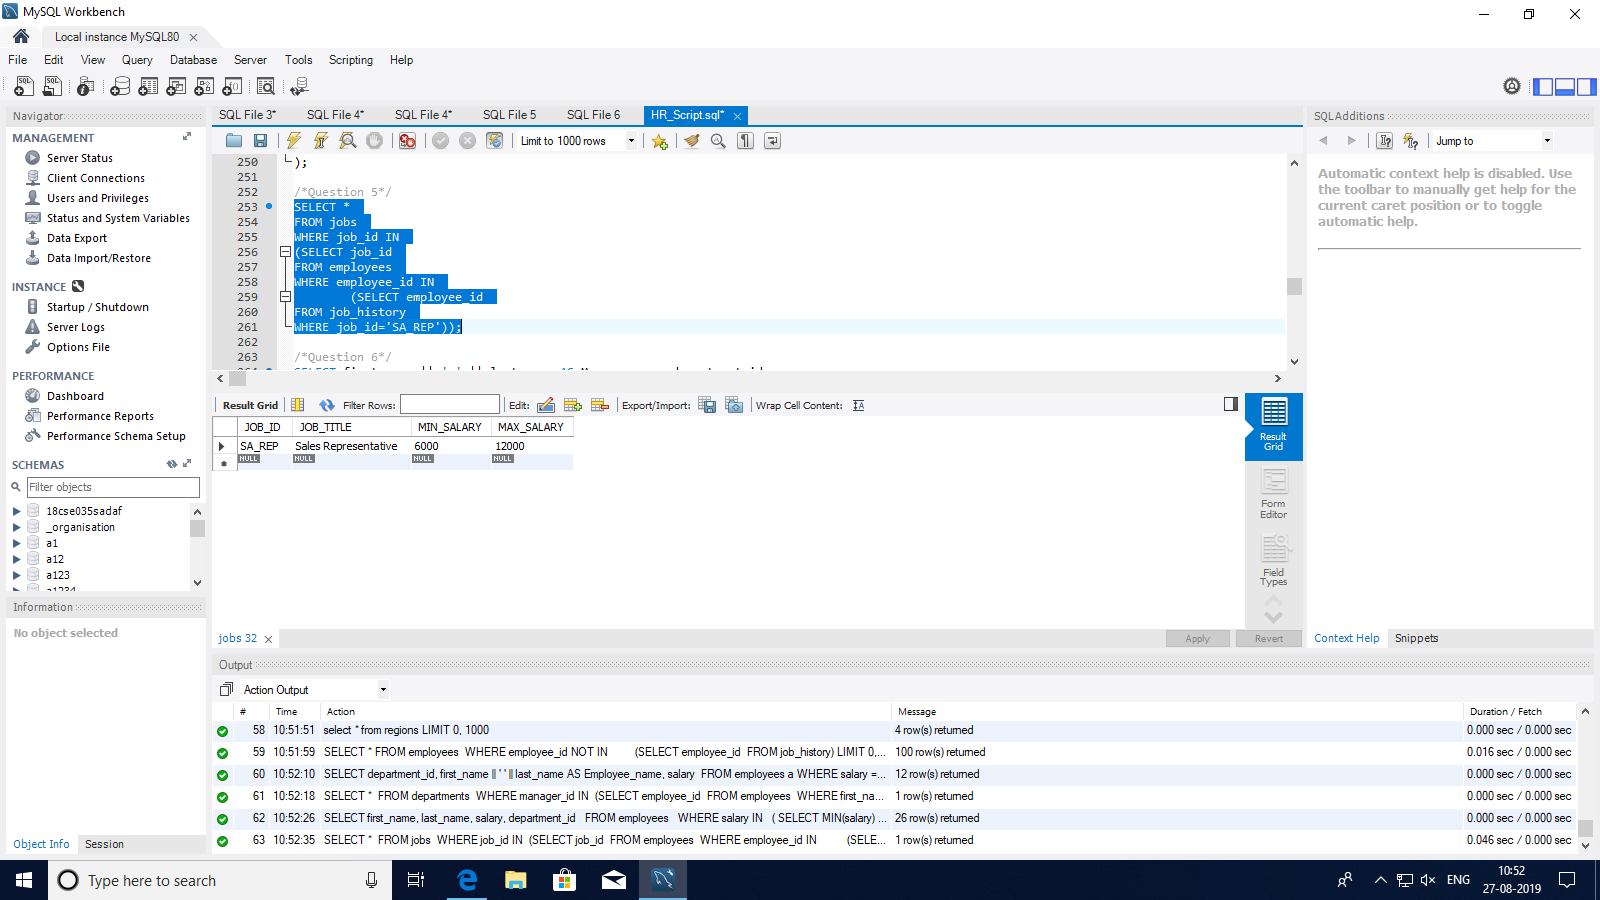 MySQL Workbench
Local instance MySQL80
File Edit View Query Database Server Tools Scripting Help
Navigator
MANAGEMENT
Server Status
Client Connections
Users and Privileges
Status and System Variables
Data Export
Data Import/Restore
INSTANCE
Startup / Shutdown
Server Logs
Options File
PERFORMANCE
Dashboard
Performance Reports
Performance Schema Setup
SCHEMAS
Filter objects
18cse035sadaf
_organisation
a1
a12
a123
a1234
Information
No object selected
Object Info Session
SQL File 3* SQL File 4* SQL File 4* SQL File 5 SQL File 6 HR_Script.sql*
Limit to 1000 rows
250 );
251
252 /*Question 5*/
253 SELECT *
254 FROM jobs
255 WHERE job_id IN
256 (SELECT job_id
257 FROM employees
258 WHERE employee_id IN
259 (SELECT employee_id
260 FROM job_history
261 WHERE job_id='SA_REP'));
262
263 /*Question 6*/
Result Grid Filter Rows: Edit: Export/Import: Wrap Cell Content:
JOB_ID JOB_TITLE MIN_SALARY MAX_SALARY
SA_REP Sales Representative 6000 12000
NULL NULL NULL NULL
Result Grid
Form Editor
Field Types
jobs 32
Apply Revert
SQLAdditions
Jump to
Automatic context help is disabled. Use
the toolbar to manually get help for the
current caret position or to toggle
automatic help.
Context Help Snippets
Output
Action Output
# Time Action Message Duration / Fetch
58 10:51:51 select * from regions LIMIT 0, 1000 4 row(s) returned 0.000 sec / 0.000 sec
59 10:51:59 SELECT * FROM employees WHERE employee_id NOT IN (SELECT employee_id FROM job_history) LIMIT 0,... 100 row(s) returned 0.016 sec / 0.000 sec
60 10:52:10 SELECT department_id, first_name || ' ' || last_name AS Employee_name, salary FROM employees a WHERE salary =... 12 row(s) returned 0.000 sec / 0.000 sec
61 10:52:18 SELECT * FROM departments WHERE manager_id IN (SELECT employee_id FROM employees WHERE first_na... 1 row(s) returned 0.000 sec / 0.000 sec
62 10:52:26 SELECT first_name, last_name, salary, department_id FROM employees WHERE salary IN ( SELECT MIN(salary) ... 26 row(s) returned 0.000 sec / 0.000 sec
63 10:52:35 SELECT * FROM jobs WHERE job_id IN (SELECT job_id FROM employees WHERE employee_id IN (SELE... 1 row(s) returned 0.046 sec / 0.000 sec
Type here to search
ENG
10:52
27-08-2019